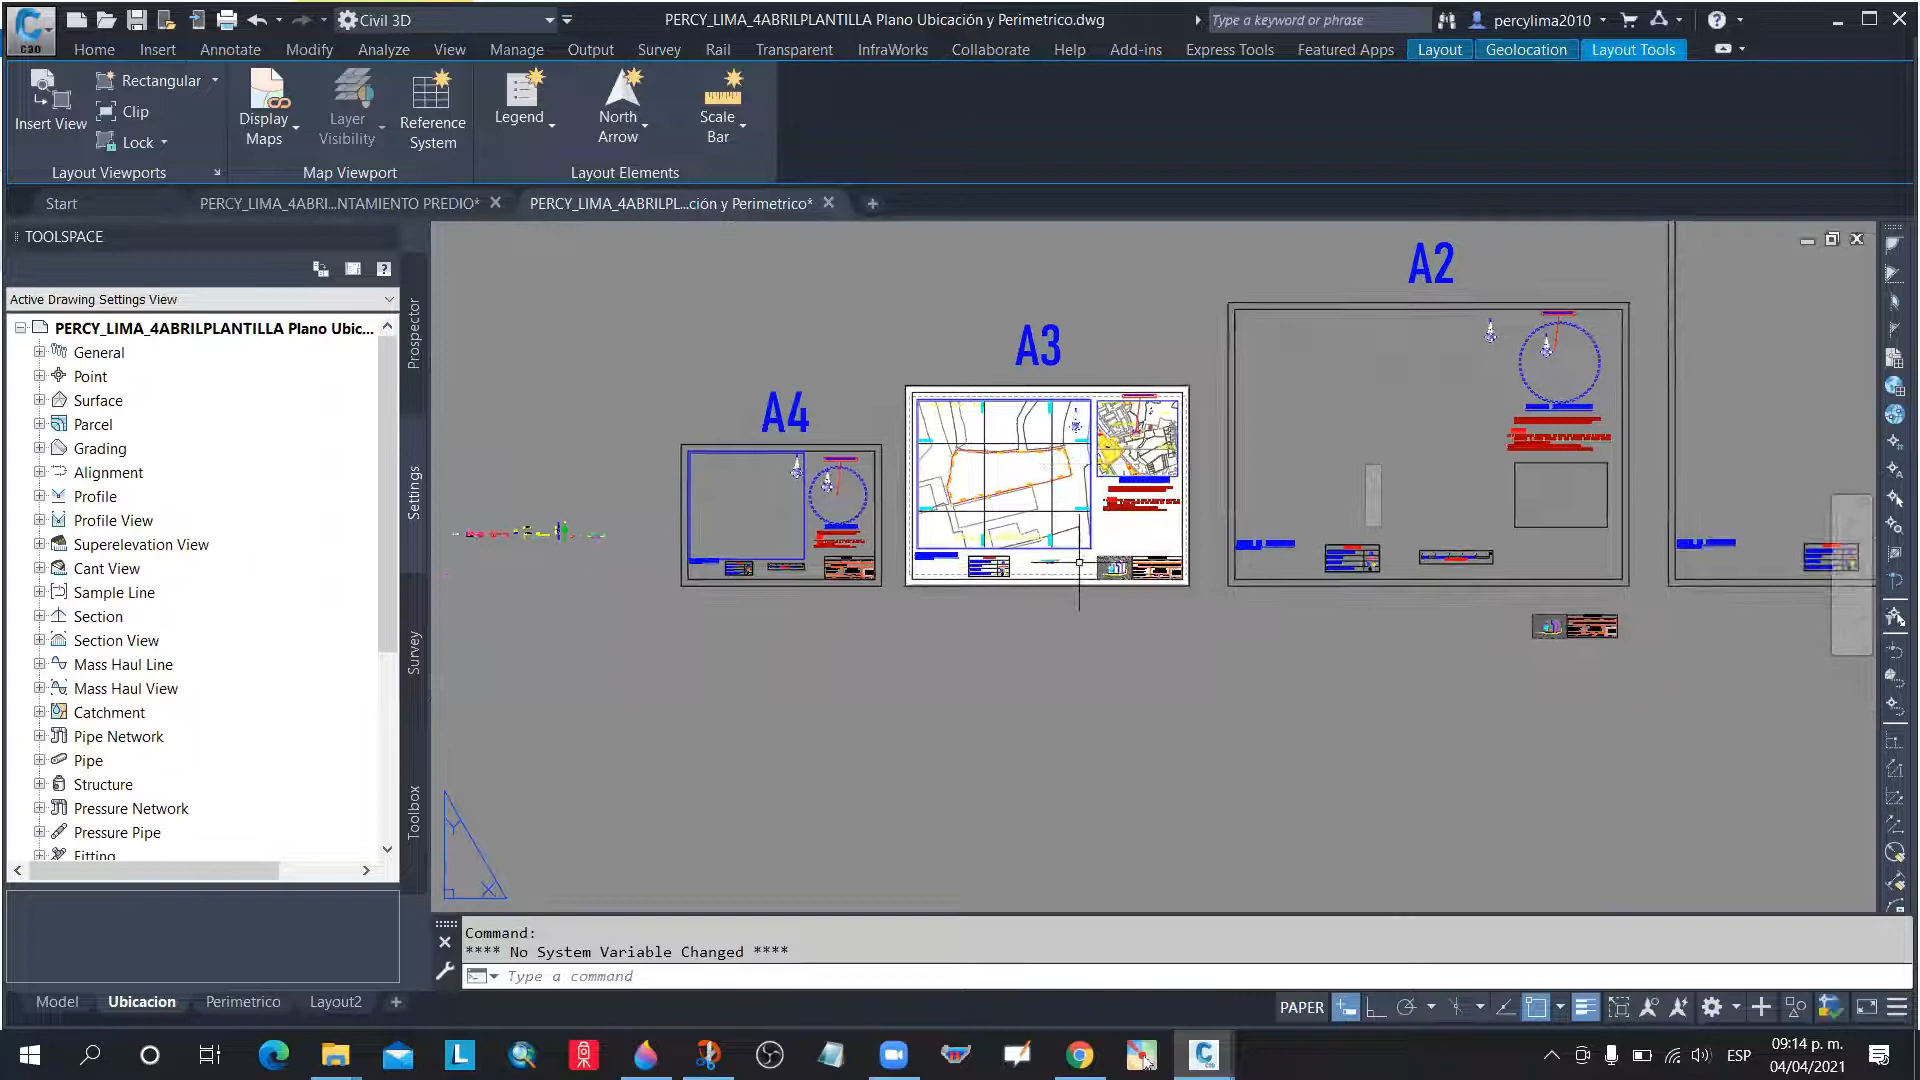 C3D
Civil 3D
PERCY_LIMA_4ABRILPLANTILLA Plano Ubicación y Perimetrico.dwg
Type a keyword or phrase
percylima2010
Home Insert Annotate Modify Analyze View Manage Output Survey Rail Transparent InfraWorks Collaborate Help Add-ins Express Tools Featured Apps Layout Geolocation Layout Tools
Insert View
Rectangular
Clip
Lock
Display Maps
Layer Visibility
Reference System
Legend
North Arrow
Scale Bar
Layout Viewports
Map Viewport
Layout Elements
Start
PERCY_LIMA_4ABRI...NTAMIENTO PREDIO*
PERCY_LIMA_4ABRILPL...ción y Perimetrico*
TOOLSPACE
Active Drawing Settings View
PERCY_LIMA_4ABRILPLANTILLA Plano Ubic...
General
Point
Surface
Parcel
Grading
Alignment
Profile
Profile View
Superelevation View
Cant View
Sample Line
Section
Section View
Mass Haul Line
Mass Haul View
Catchment
Pipe Network
Pipe
Structure
Pressure Network
Pressure Pipe
Fitting
Prospector
Settings
Survey
Toolbox
A4
A3
A2
Y
X
Command:
**** No System Variable Changed ****
Type a command
Model Ubicacion Perimetrico Layout2
PAPER
ESP
09:14 p. m.
04/04/2021